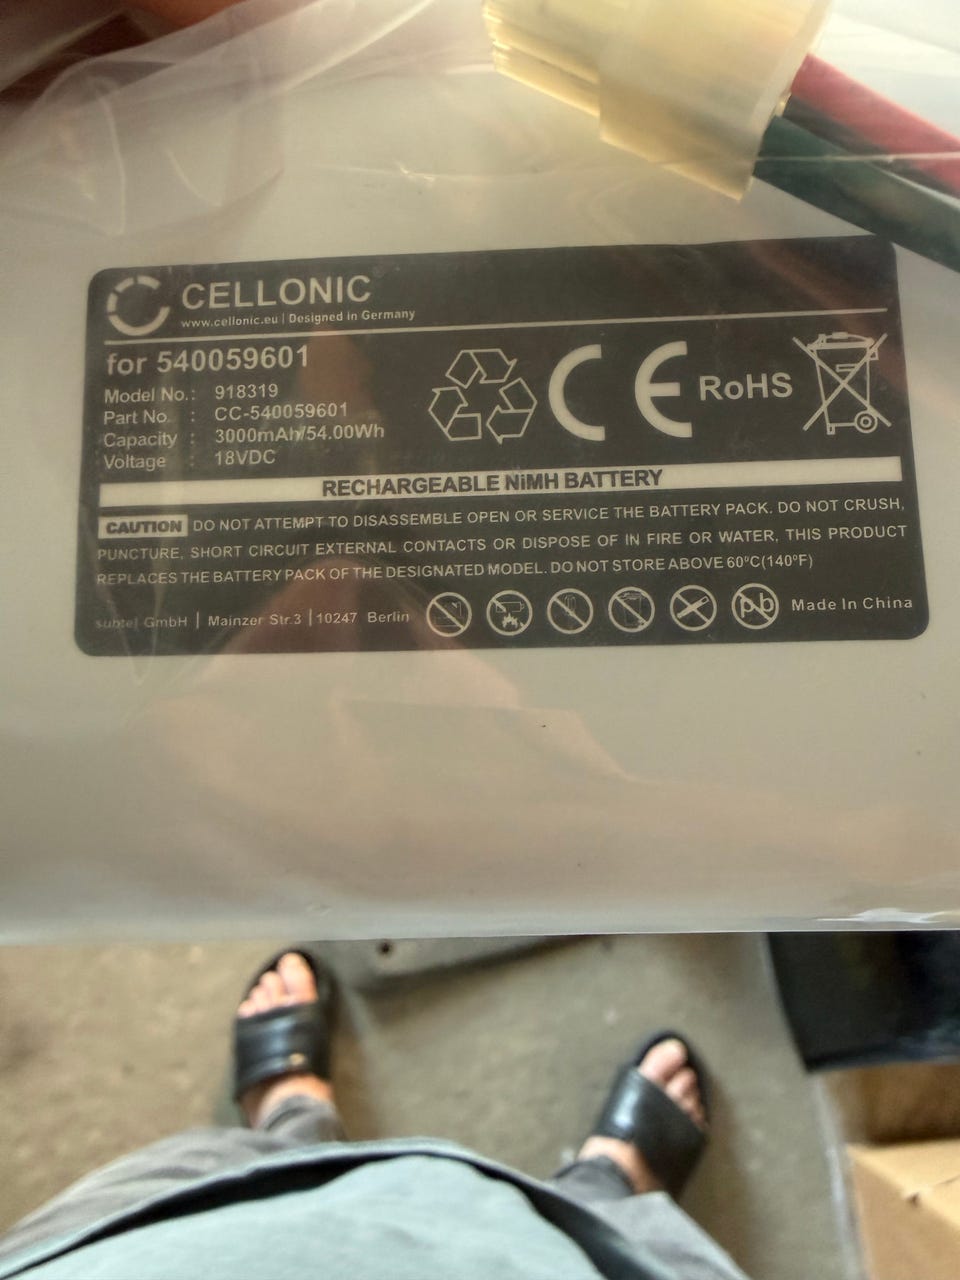 CELLONIC
www.cellonic.eu | Designed in Germany
for 540059601
Model No.: 918319
Part No. : CC-540059601
Capacity : 3000mAh/54.00Wh
Voltage : 18VDC
CE RoHS
RECHARGEABLE NiMH BATTERY
CAUTION DO NOT ATTEMPT TO DISASSEMBLE OPEN OR SERVICE THE BATTERY PACK. DO NOT CRUSH,
PUNCTURE, SHORT CIRCUIT EXTERNAL CONTACTS OR DISPOSE OF IN FIRE OR WATER, THIS PRODUCT
REPLACES THE BATTERY PACK OF THE DESIGNATED MODEL. DO NOT STORE ABOVE 60ºC(140ºF)
subtel GmbH | Mainzer Str.3 | 10247 Berlin pb Made In China